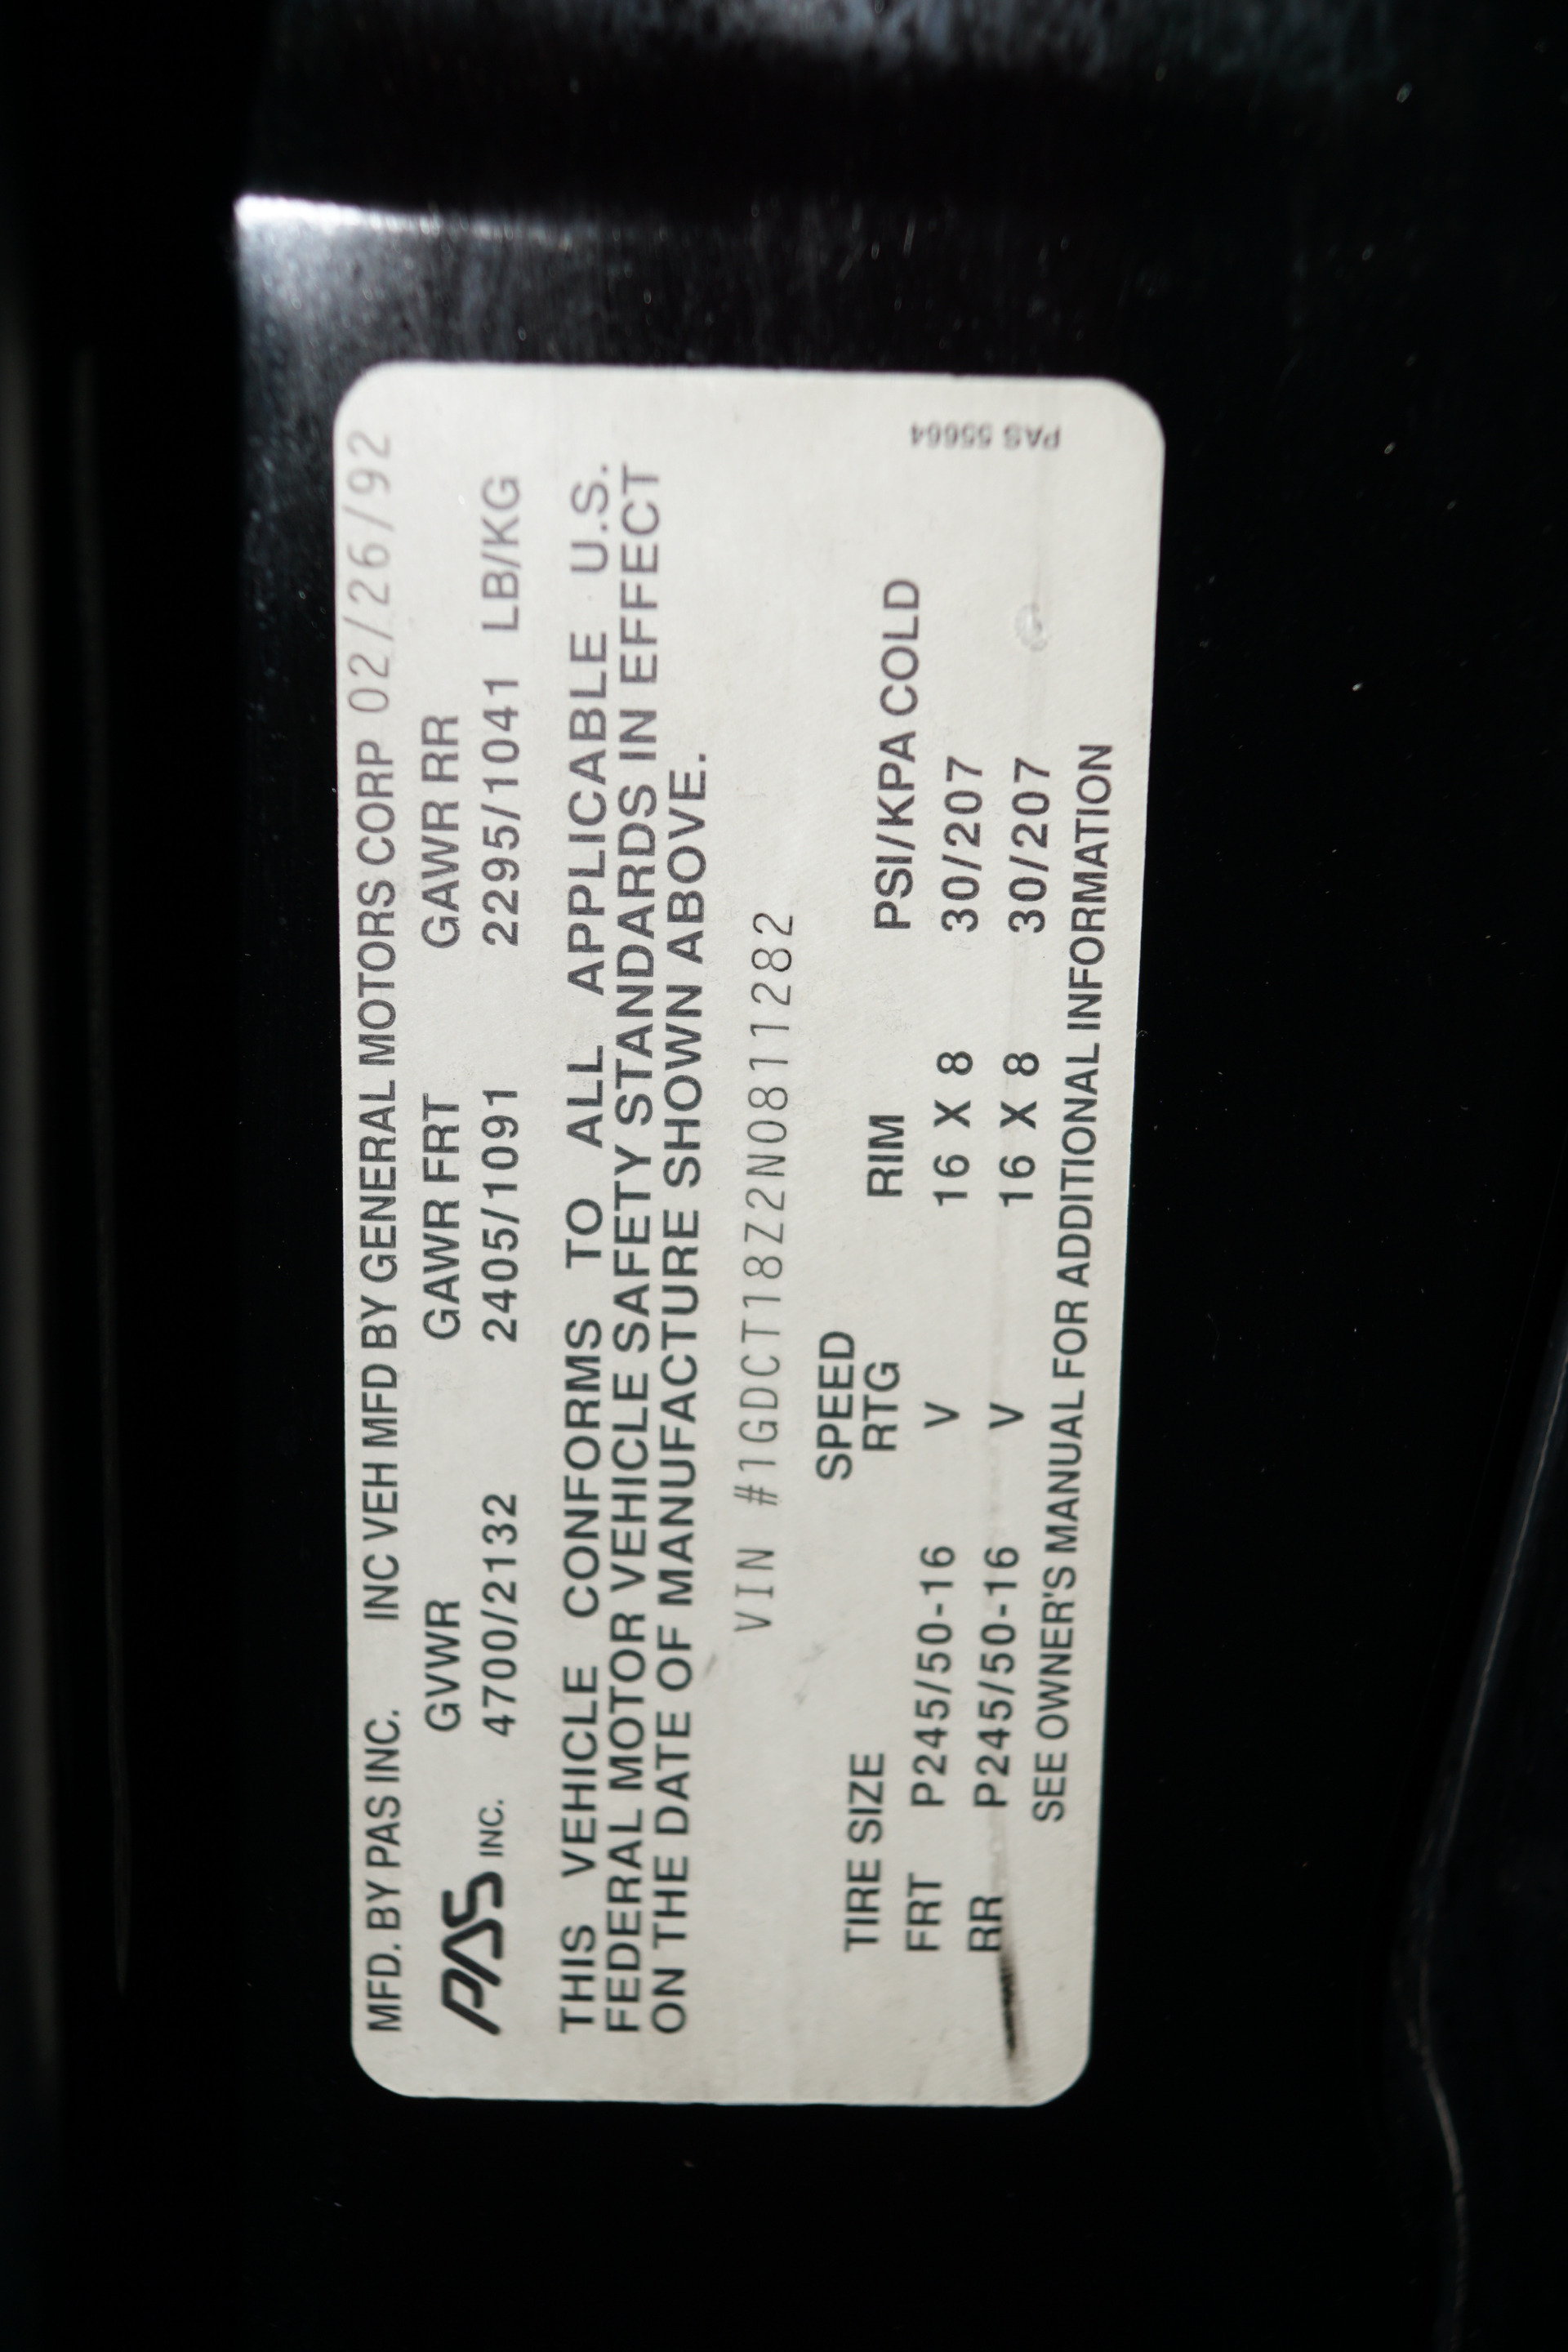 MFD. BY PAS INC. INC VEH MFD BY GENERAL MOTORS CORP 02/26/92
PAS INC.
GVWR GAWR FRT GAWR RR
4700/2132 2405/1091 2295/1041 LB/KG
THIS VEHICLE CONFORMS TO ALL APPLICABLE U.S.
FEDERAL MOTOR VEHICLE SAFETY STANDARDS IN EFFECT
ON THE DATE OF MANUFACTURE SHOWN ABOVE.
VIN #1GDCT18Z2N0811282
TIRE SIZE SPEED RTG RIM PSI/KPA COLD
FRT P245/50-16 V 16 X 8 30/207
RR P245/50-16 V 16 X 8 30/207
SEE OWNER'S MANUAL FOR ADDITIONAL INFORMATION
PAS 55664